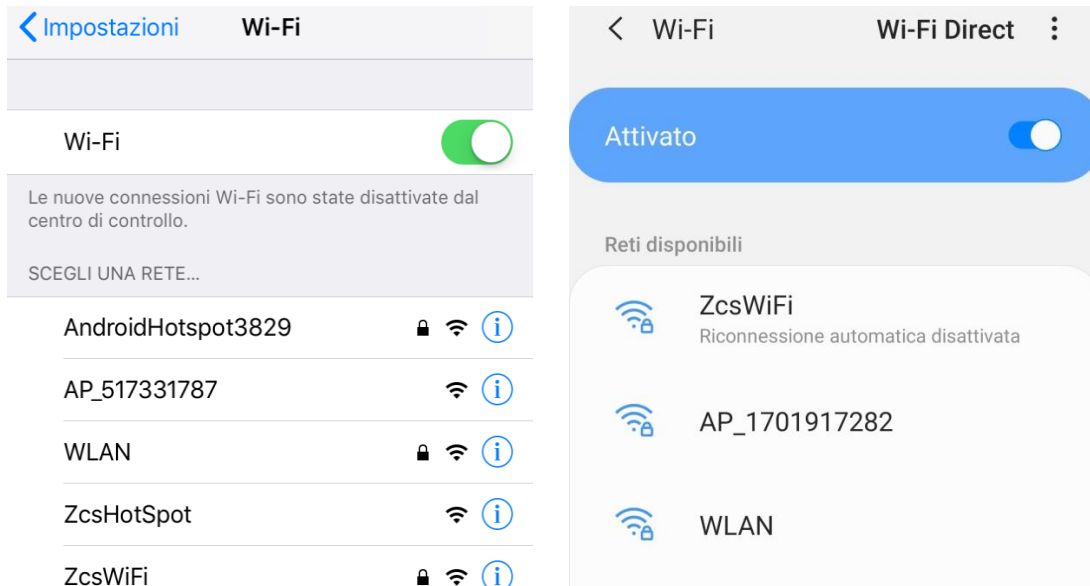 Impostazioni Wi-Fi
Wi-Fi
Le nuove connessioni Wi-Fi sono state disattivate dal
centro di controllo.
SCEGLI UNA RETE...
AndroidHotspot3829
AP_517331787
WLAN
ZcsHotSpot
ZcsWiFi
Wi-Fi Wi-Fi Direct
Attivato
Reti disponibili
ZcsWiFi
Riconnessione automatica disattivata
AP_1701917282
WLAN